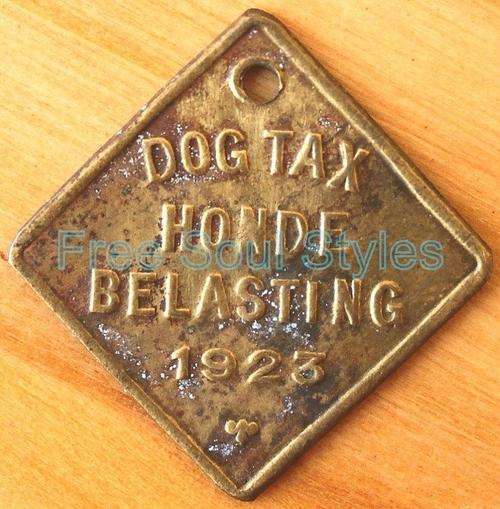 DOG TAX
HONDE
Free Soul Styles
BELASTING
1923